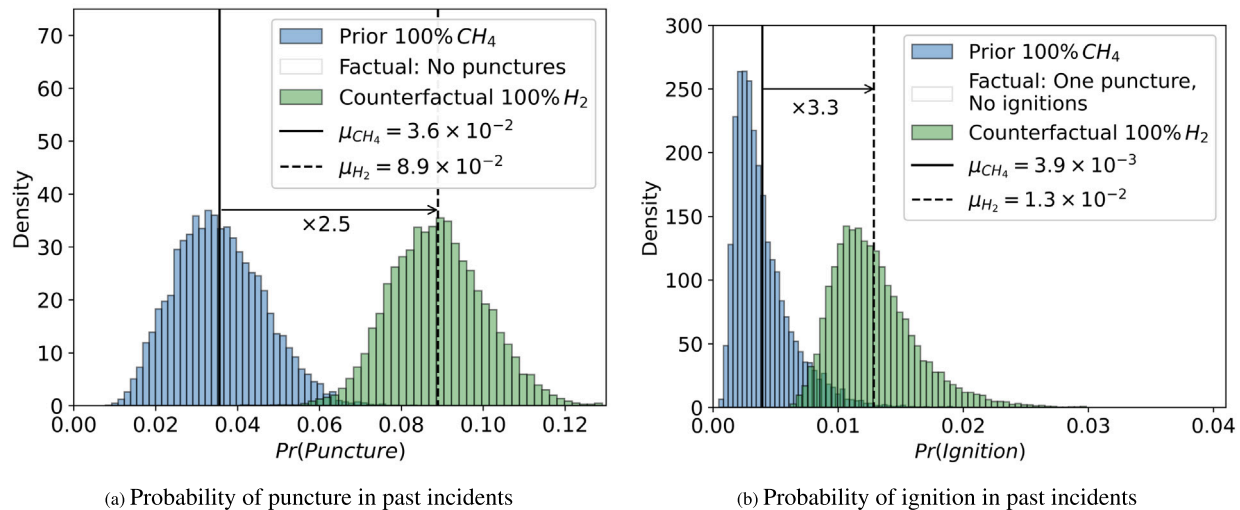 70
60
50
40
30
20
10
0
Density
0.00 0.02 0.04 0.06 0.08 0.10 0.12
Pr(Puncture)
Prior 100% CH₄
Factual: No punctures
Counterfactual 100% H₂
μ_CH₄ = 3.6 × 10⁻²
μ_H₂ = 8.9 × 10⁻²
×2.5
(a) Probability of puncture in past incidents
300
250
200
150
100
50
0
Density
0.00 0.01 0.02 0.03 0.04
Pr(Ignition)
Prior 100% CH₄
Factual: One puncture,
No ignitions
Counterfactual 100% H₂
μ_CH₄ = 3.9 × 10⁻³
μ_H₂ = 1.3 × 10⁻²
×3.3
(b) Probability of ignition in past incidents